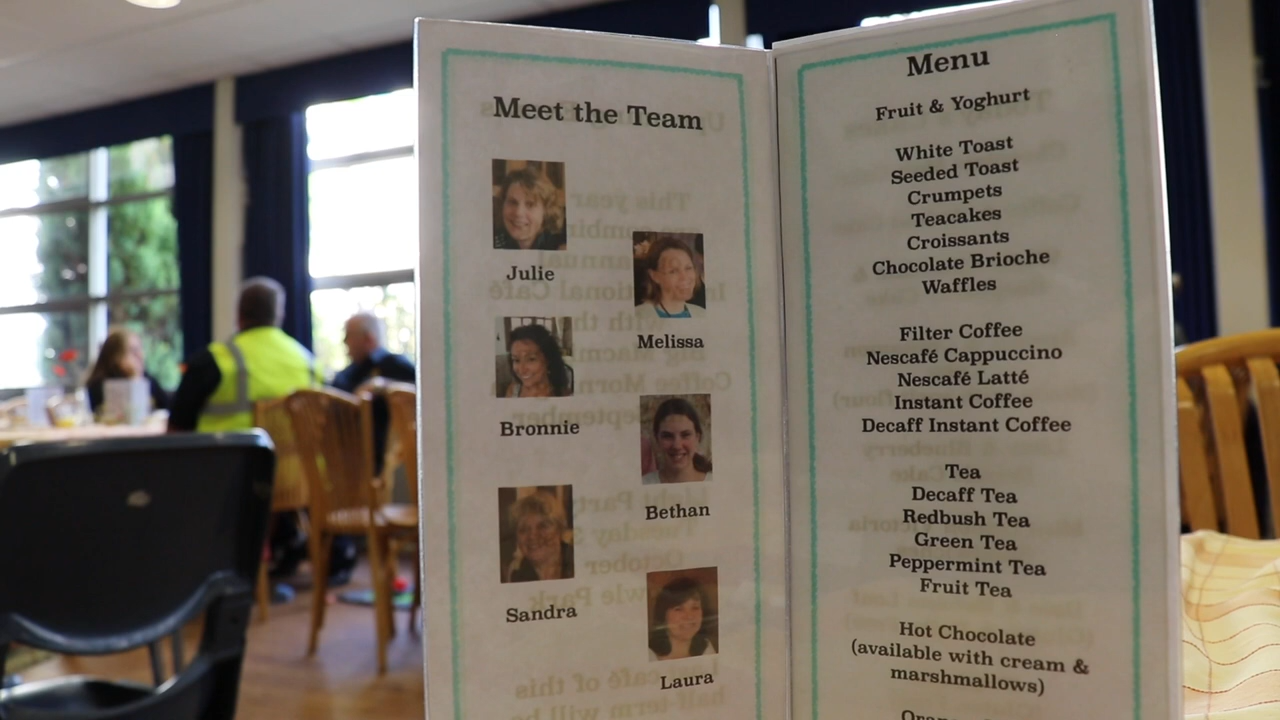 Meet the Team
Julie
Melissa
Bronnie
Bethan
Sandra
Laura
Menu
Fruit & Yoghurt
White Toast
Seeded Toast
Crumpets
Teacakes
Croissants
Chocolate Brioche
Waffles
Filter Coffee
Nescafé Cappuccino
Nescafé Latté
Instant Coffee
Decaff Instant Coffee
Tea
Decaff Tea
Redbush Tea
Green Tea
Peppermint Tea
Fruit Tea
Hot Chocolate
(available with cream &
marshmallows)